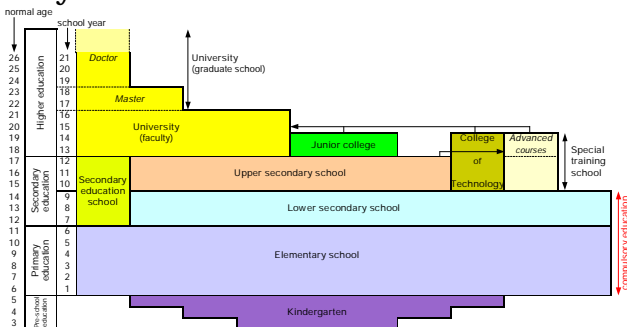 normal age
school year
26
25
24
23
22
21
20
19
18
17
16
15
14
13
12
11
10
9
8
7
6
5
4
3
Higher education
Secondary
education
Primary
education
Pre-school
education
21
20
19
18
17
16
15
14
13
12
11
10
9
8
7
6
5
4
3
2
1
Doctor
Master
University
(graduate school)
University
(faculty)
Junior college
College
of
Technology
Advanced
courses
Special
training
school
Secondary
education
school
Upper secondary school
Lower secondary school
Elementary school
Kindergarten
compulsory education